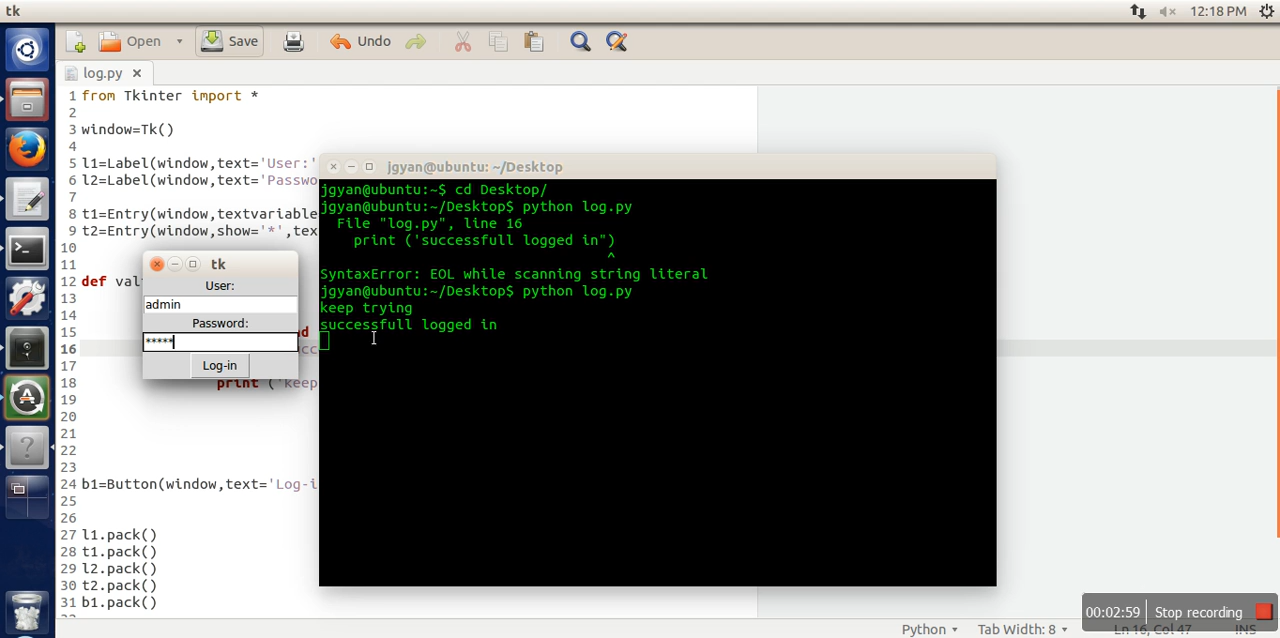 tk
12:18 PM
Open
Save
Undo
log.py
1 from Tkinter import *
2
3 window=Tk()
4
5 l1=Label(window,text='User:'
6 l2=Label(window,text='Passwo
7
8 t1=Entry(window,textvariable
9 t2=Entry(window,show='*',tex
10
11
12 def val
13
14
15 d
16 cc
17
18 print ('keep
19
20
21
22
23
24 b1=Button(window,text='Log-i
25
26
27 l1.pack()
28 t1.pack()
29 l2.pack()
30 t2.pack()
31 b1.pack()
tk
User:
admin
Password:
*****
Log-in
jgyan@ubuntu: ~/Desktop
jgyan@ubuntu:~$ cd Desktop/
jgyan@ubuntu:~/Desktop$ python log.py
File "log.py", line 16
print ('successfull logged in")
^
SyntaxError: EOL while scanning string literal
jgyan@ubuntu:~/Desktop$ python log.py
keep trying
successfull logged in
00:02:59 Stop recording
Python
Tab Width: 8
Ln 16, Col 47
INS